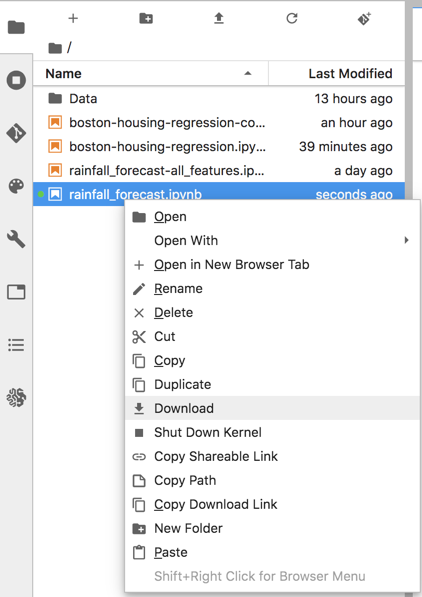 /
Name Last Modified
Data 13 hours ago
boston-housing-regression-co... an hour ago
boston-housing-regression.ipy... 39 minutes ago
rainfall_forecast-all_features.ip... a day ago
rainfall_forecast.ipynb seconds ago
Open
Open With
Open in New Browser Tab
Rename
Delete
Cut
Copy
Duplicate
Download
Shut Down Kernel
Copy Shareable Link
Copy Path
Copy Download Link
New Folder
Paste
Shift+Right Click for Browser Menu